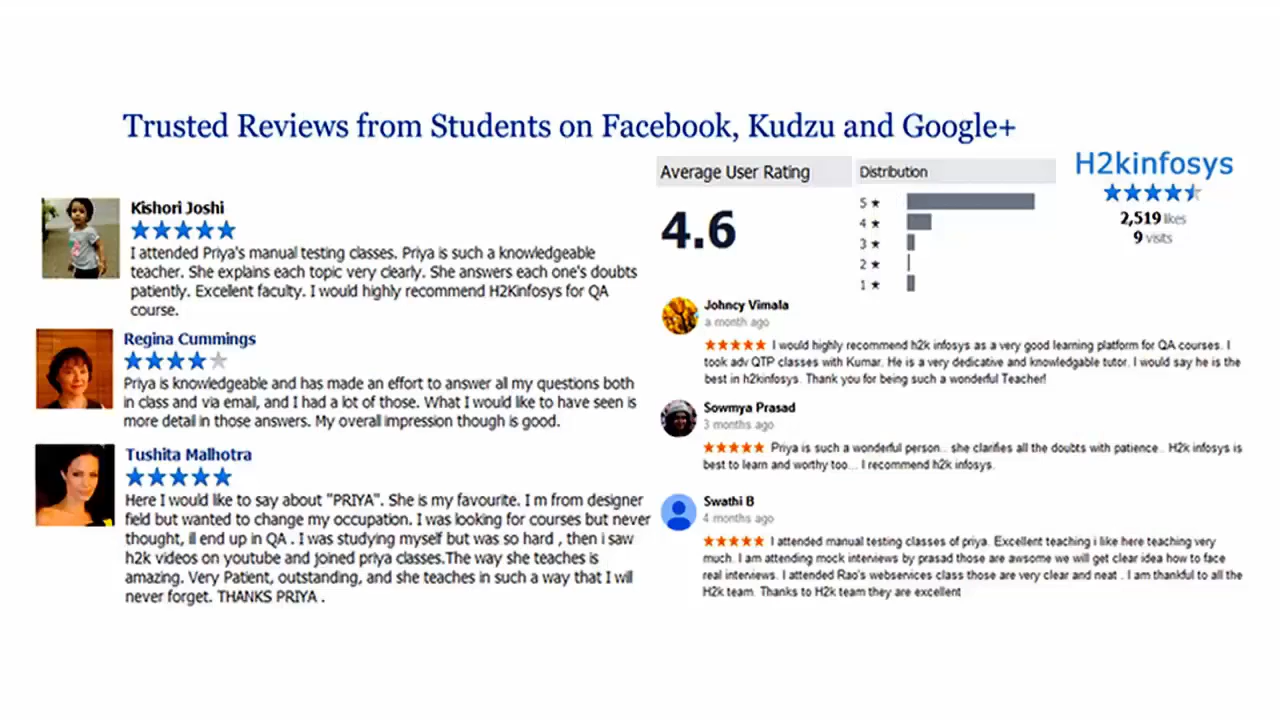 Trusted Reviews from Students on Facebook, Kudzu and Google+
Kishori Joshi
I attended Priya's manual testing classes. Priya is such a knowledgeable
teacher. She explains each topic very clearly. She answers each one's doubts
patiently. Excellent faculty. I would highly recommend H2Kinfosys for QA
course.
Regina Cummings
Priya is knowledgeable and has made an effort to answer all my questions both
in class and via email, and I had a lot of those. What I would like to have seen is
more detail in those answers. My overall impression though is good.
Tushita Malhotra
Here I would like to say about "PRIYA". She is my favourite. I m from designer
field but wanted to change my occupation. I was looking for courses but never
thought, ill end up in QA . I was studying myself but was so hard , then i saw
h2k videos on youtube and joined priya classes.The way she teaches is
amazing. Very Patient, outstanding, and she teaches in such a way that I will
never forget. THANKS PRIYA .
Average User Rating
4.6
Distribution
5 ★
4 ★
3 ★
2 ★
1 ★
H2kinfosys
2,519 likes
9 visits
Johncy Vimala
a month ago
★★★★★ I would highly recommend h2k infosys as a very good learning platform for QA courses. I
took adv QTP classes with Kumar. He is a very dedicative and knowledgable tutor. I would say he is the
best in h2kinfosys. Thank you for being such a wonderful Teacher!
Sowmya Prasad
3 months ago
★★★★★ Priya is such a wonderful person.. she clarifies all the doubts with patience.. H2k infosys is
best to learn and worthy too... I recommend h2k infosys.
Swathi B
4 months ago
★★★★★ I attended manual testing classes of priya. Excellent teaching i like here teaching very
much. I am attending mock interviews by prasad those are awsome we will get clear idea how to face
real interviews. I attended Rao's webservices class those are very clear and neat . I am thankful to all the
H2k team. Thanks to H2k team they are excellent